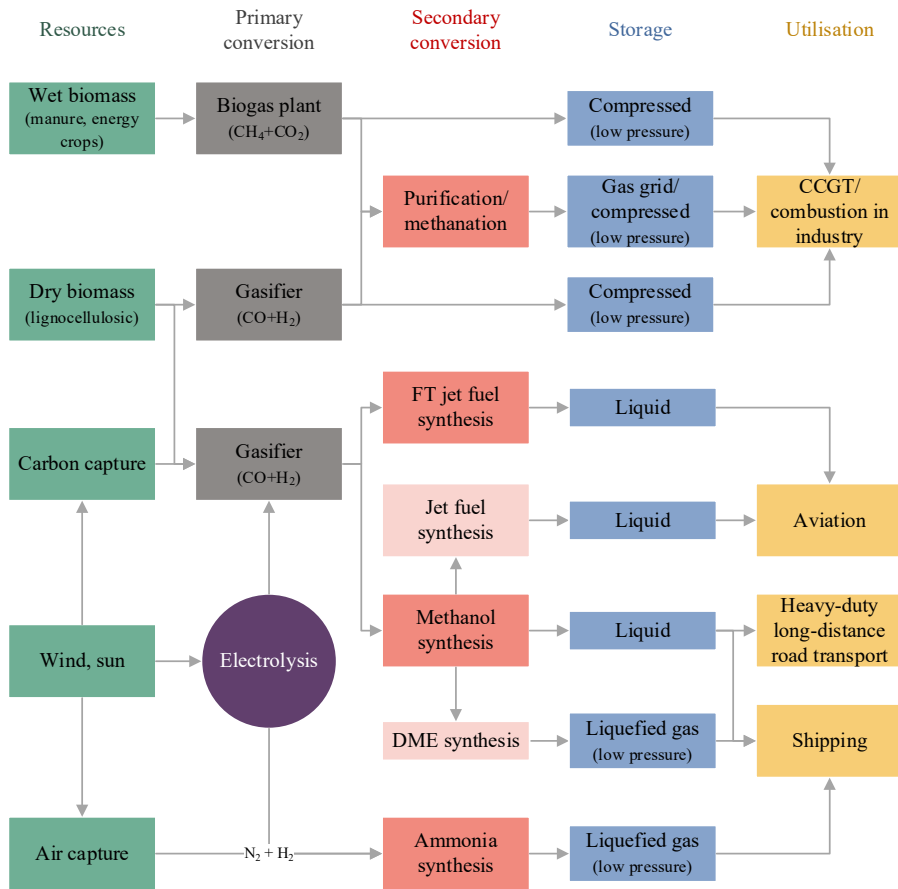 Resources
Primary
conversion
Secondary
conversion
Storage
Utilisation
Wet biomass
(manure, energy
crops)
Biogas plant
(CH₄+CO₂)
Compressed
(low pressure)
Purification/
methanation
Gas grid/
compressed
(low pressure)
CCGT/
combustion in
industry
Dry biomass
(lignocellulosic)
Gasifier
(CO+H₂)
Compressed
(low pressure)
FT jet fuel
synthesis
Liquid
Carbon capture
Gasifier
(CO+H₂)
Jet fuel
synthesis
Liquid
Aviation
Wind, sun
Electrolysis
Methanol
synthesis
Liquid
Heavy-duty
long-distance
road transport
DME synthesis
Liquefied gas
(low pressure)
Shipping
Air capture
N₂ + H₂
Ammonia
synthesis
Liquefied gas
(low pressure)